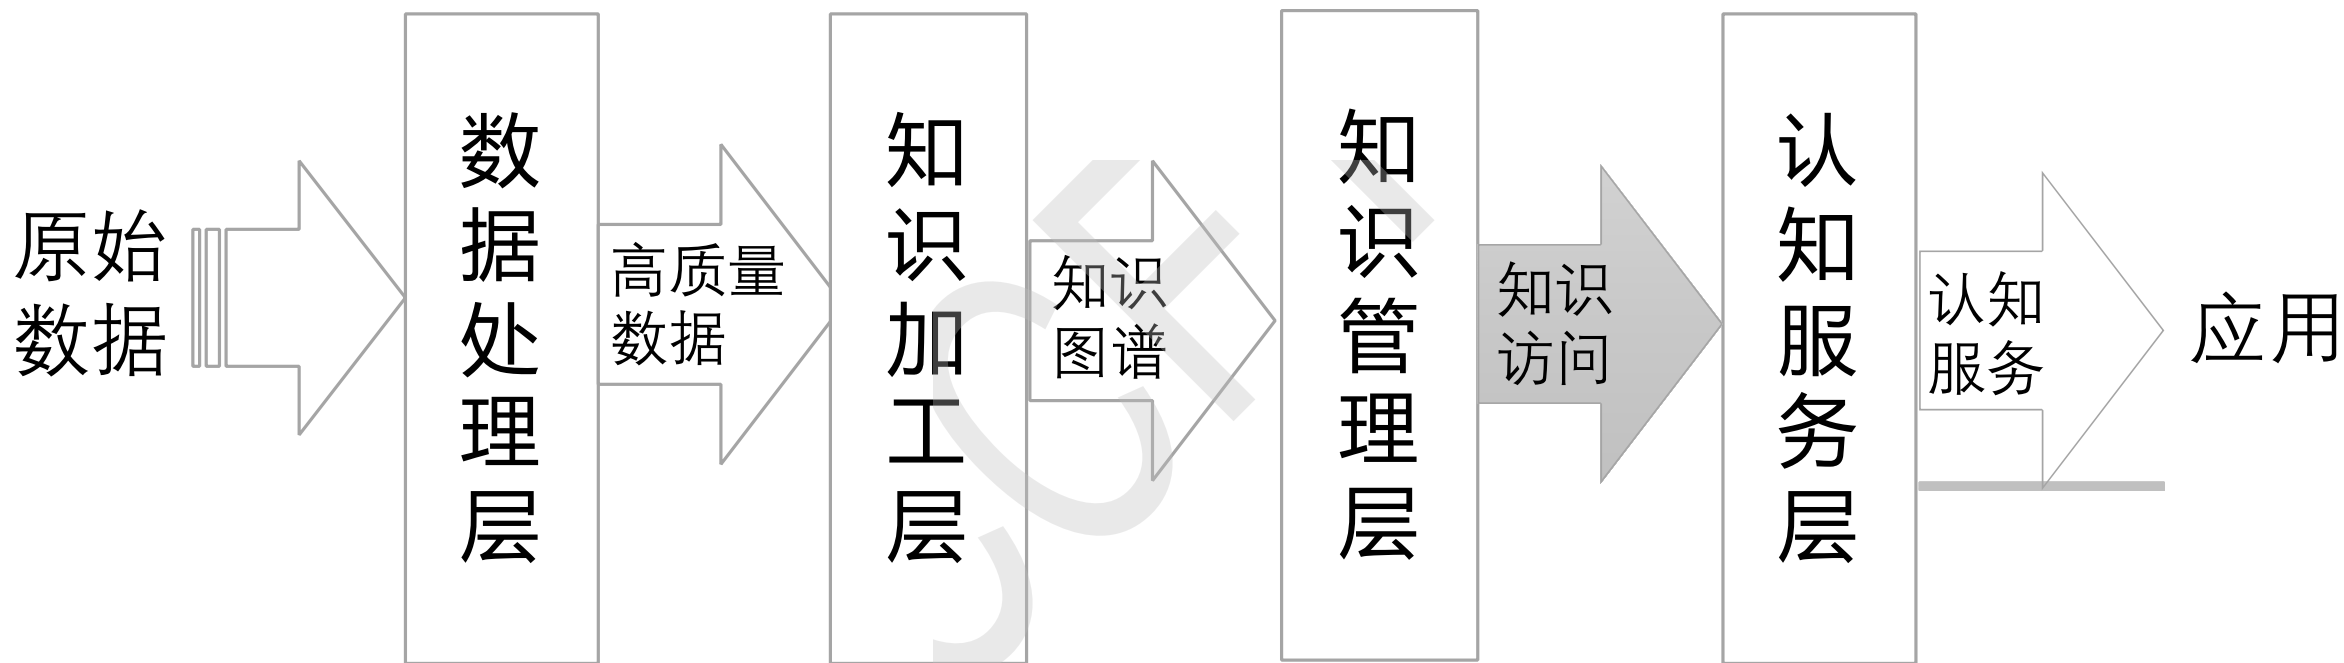 原始
数据
数据处理层
高质量
数据
知识加工层
知识
图谱
知识管理层
知识
访问
认知服务层
认知
服务
应用